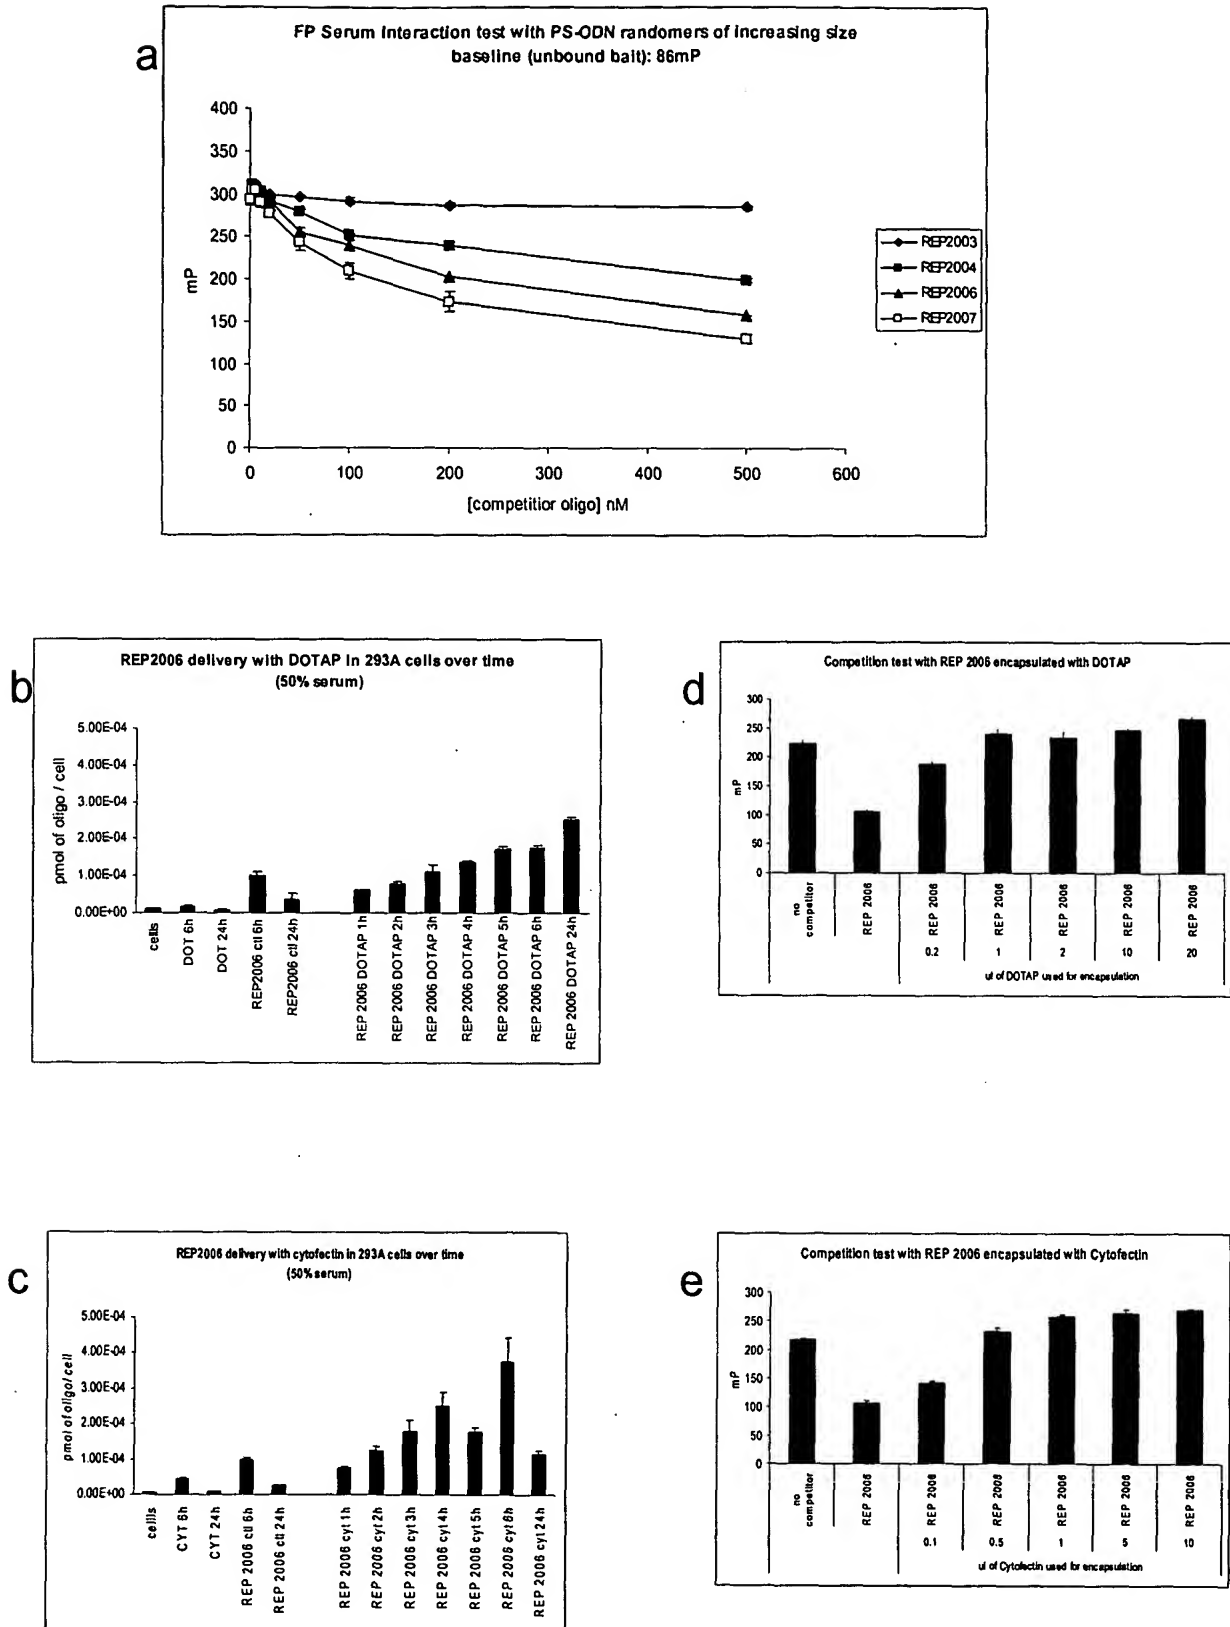 a
FP Serum Interaction test with PS-ODN randomers of increasing size
baseline (unbound bait): 86mP
400
350
300
250
200
150
100
50
0
mP
0 100 200 300 400 500 600
[competitior oligo] nM
REP2003
REP2004
REP2006
REP2007
b
REP2006 delivery with DOTAP In 293A cells over time
(50% serum)
5.00E-04
4.00E-04
3.00E-04
2.00E-04
1.00E-04
0.00E+00
pmol of oligo / cell
cells
DOT 6h
DOT 24h
REP2006 ctl 6h
REP2006 ctl 24h
REP 2006 DOTAP 1h
REP 2006 DOTAP 2h
REP 2006 DOTAP 3h
REP 2006 DOTAP 4h
REP 2006 DOTAP 5h
REP 2006 DOTAP 6h
REP 2006 DOTAP 24h
d
Competition test with REP 2006 encapsulated with DOTAP
300
250
200
150
100
50
0
mP
no competitor
REP 2006
REP 2006
REP 2006
REP 2006
REP 2006
REP 2006
0.2 1 2 10 20
ul of DOTAP used for encapsulation
c
REP2006 delivery with cytofectin in 293A cells over time
(50% serum)
5.00E-04
4.00E-04
3.00E-04
2.00E-04
1.00E-04
0.00E+00
pmol of oligo/ cell
cells
CYT 6h
CYT 24h
REP 2006 ctl 6h
REP 2006 ctl 24h
REP 2006 cyt 1h
REP 2006 cyt 2h
REP 2006 cyt 3h
REP 2006 cyt 4h
REP 2006 cyt 5h
REP 2006 cyt 6h
REP 2006 cyt 24h
e
Competition test with REP 2006 encapsulated with Cytofectin
300
250
200
150
100
50
0
mP
no competitor
REP 2006
REP 2006
REP 2006
REP 2006
REP 2006
REP 2006
0.1 0.5 1 5 10
ul of Cytofectin used for encapsulation